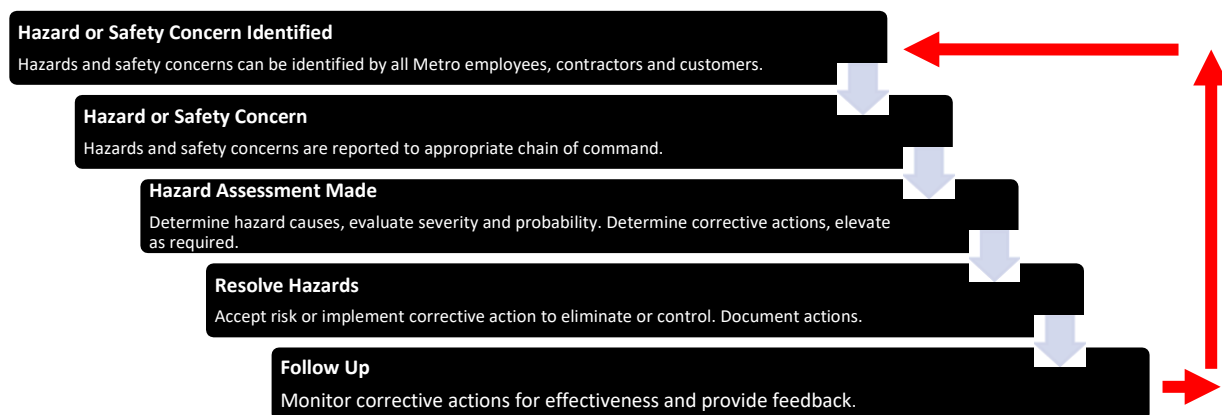 Hazard or Safety Concern Identified
Hazards and safety concerns can be identified by all Metro employees, contractors and customers.
Hazard or Safety Concern
Hazards and safety concerns are reported to appropriate chain of command.
Hazard Assessment Made
Determine hazard causes, evaluate severity and probability. Determine corrective actions, elevate
as required.
Resolve Hazards
Accept risk or implement corrective action to eliminate or control. Document actions.
Follow Up
Monitor corrective actions for effectiveness and provide feedback.